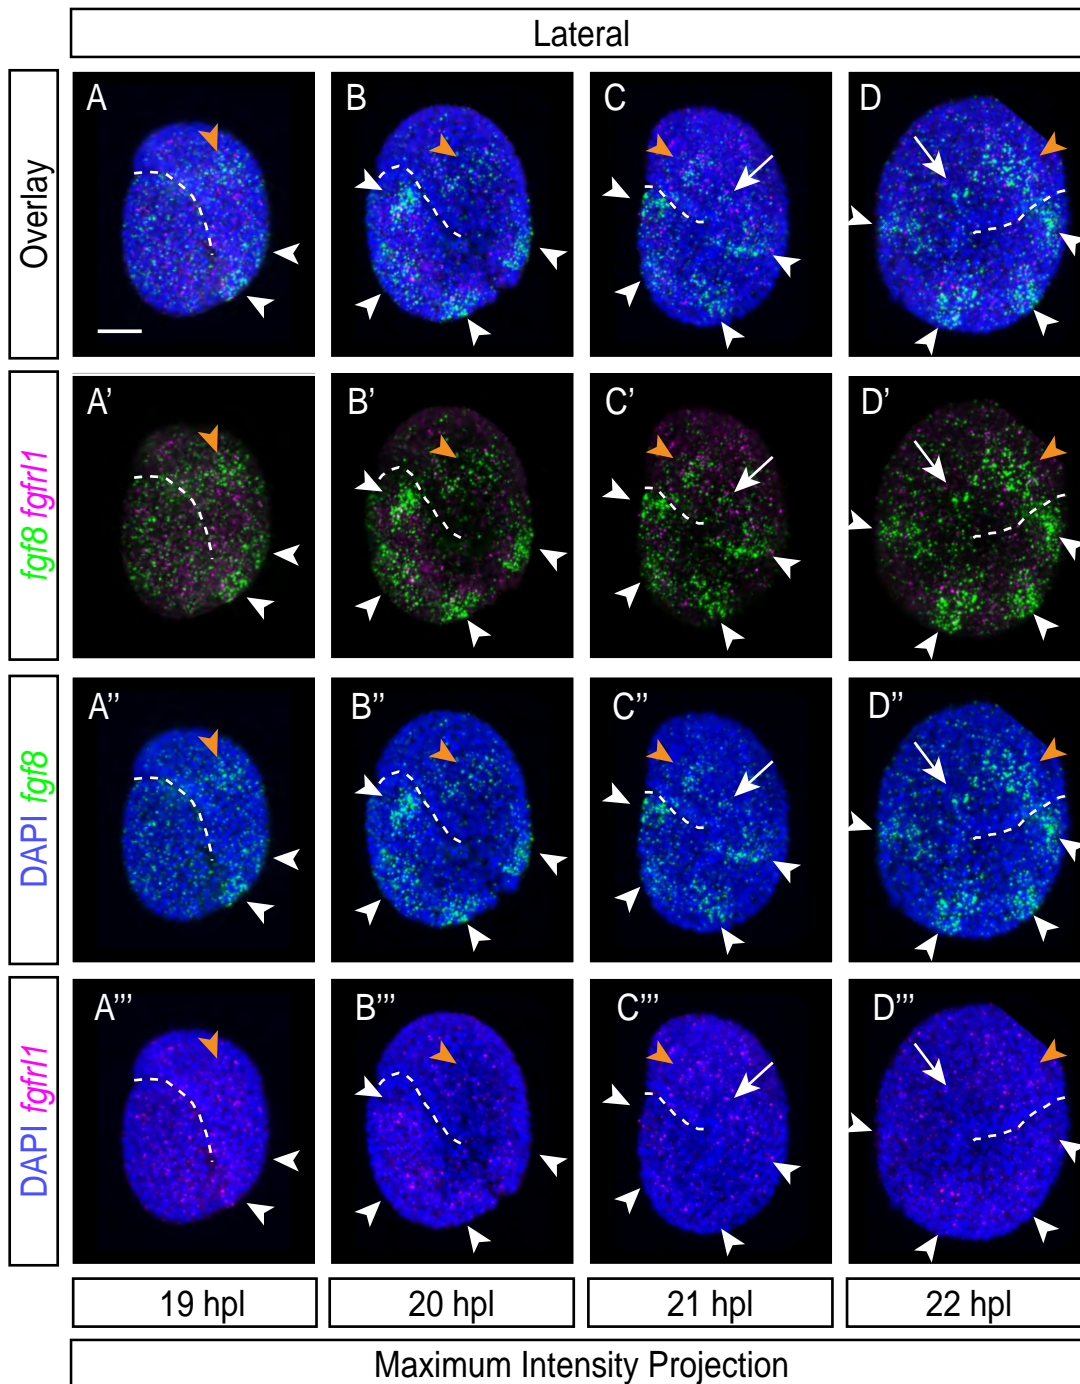 Lateral
Overlay
A
B
C
D
fgf8 fgfrl1
A'
B'
C'
D'
DAPI fgf8
A''
B''
C''
D''
DAPI fgfrl1
A'''
B'''
C'''
D'''
19 hpl
20 hpl
21 hpl
22 hpl
Maximum Intensity Projection